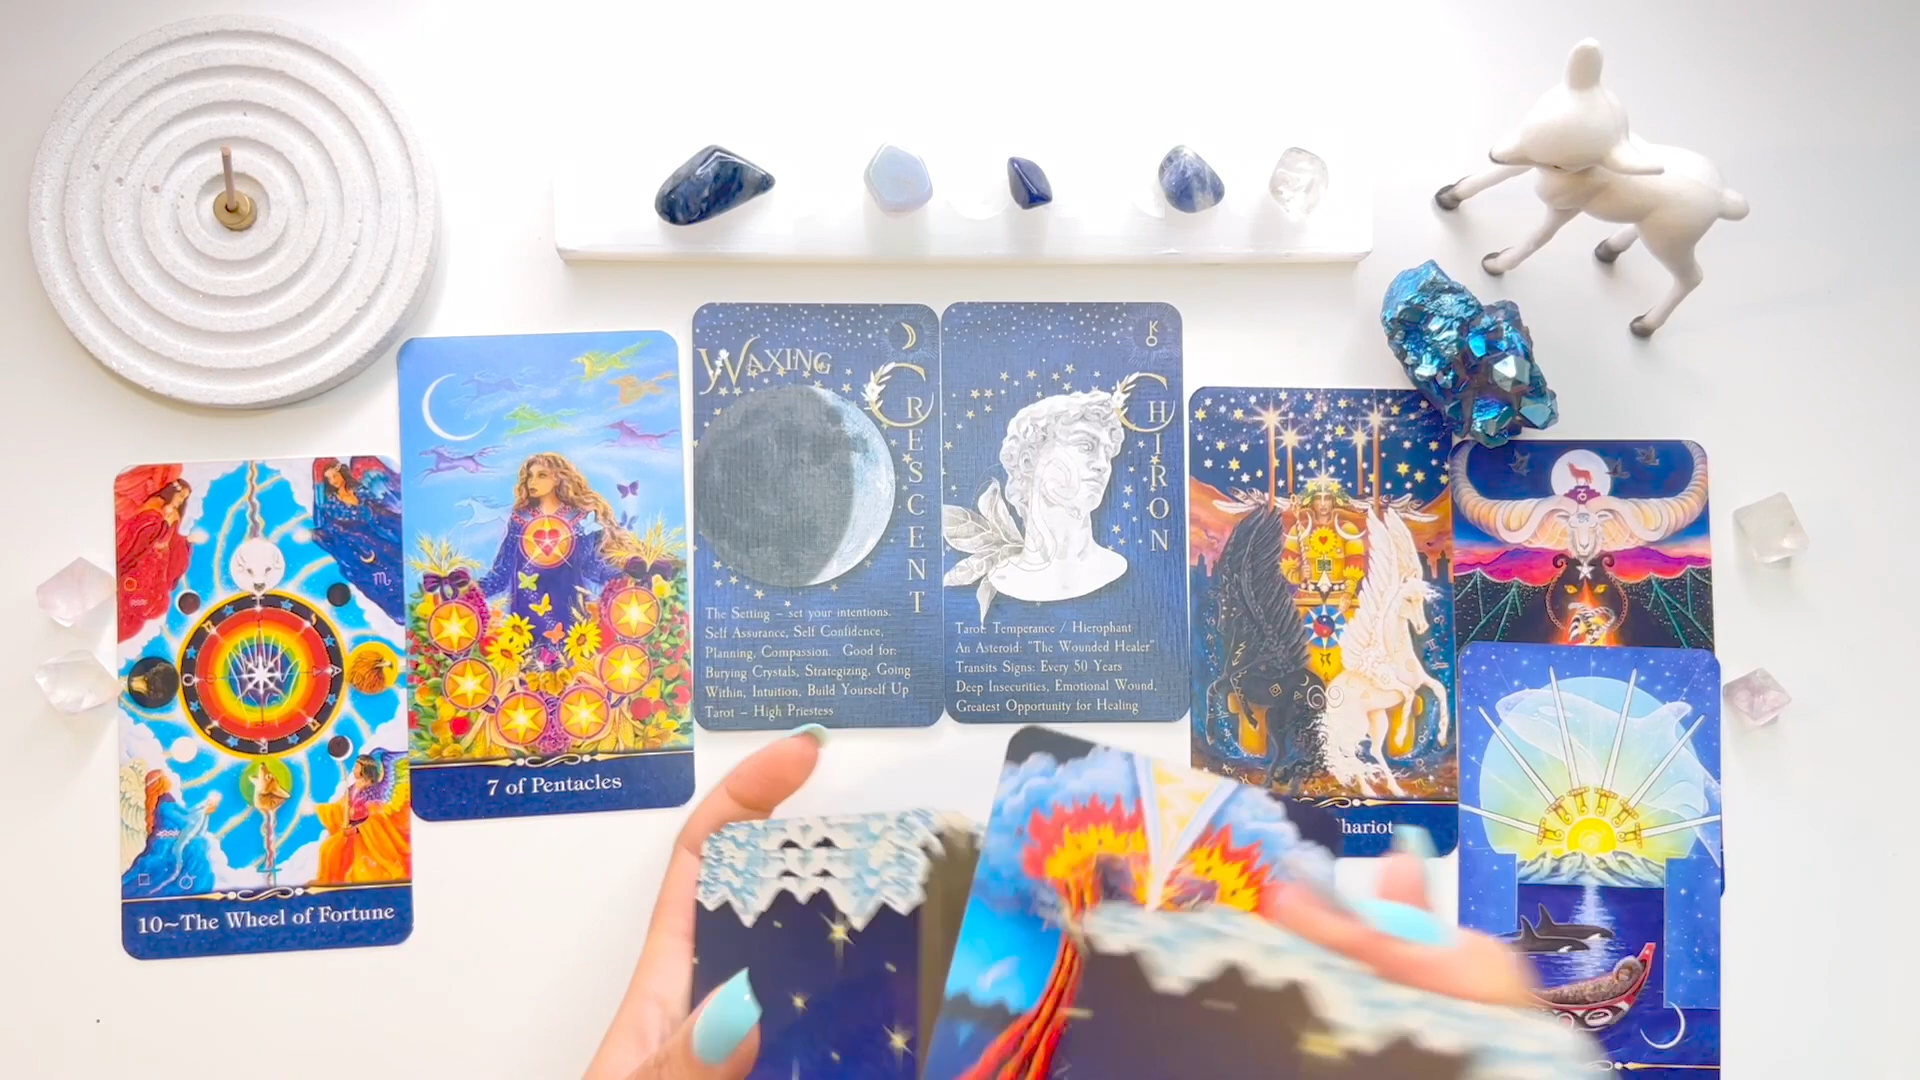 WAXING
CRESCENT
The Setting – set your intentions.
Self Assurance, Self Confidence,
Planning, Compassion. Good for:
Burying Crystals, Strategizing, Going
Within, Intuition, Build Yourself Up
Tarot – High Priestess
CHIRON
Tarot: Temperance / Hierophant
An Asteroid: "The Wounded Healer"
Transits Signs: Every 50 Years
Deep Insecurities, Emotional Wound,
Greatest Opportunity for Healing
7 of Pentacles
hariot
10~The Wheel of Fortune